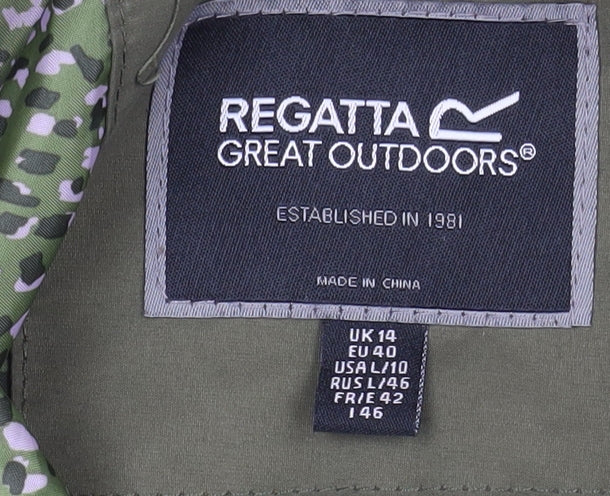 REGATTA
GREAT OUTDOORS®
ESTABLISHED IN 1981
MADE IN CHINA
UK 14
EU 40
USA L/10
RUS L/46
FR/E 42
I 46